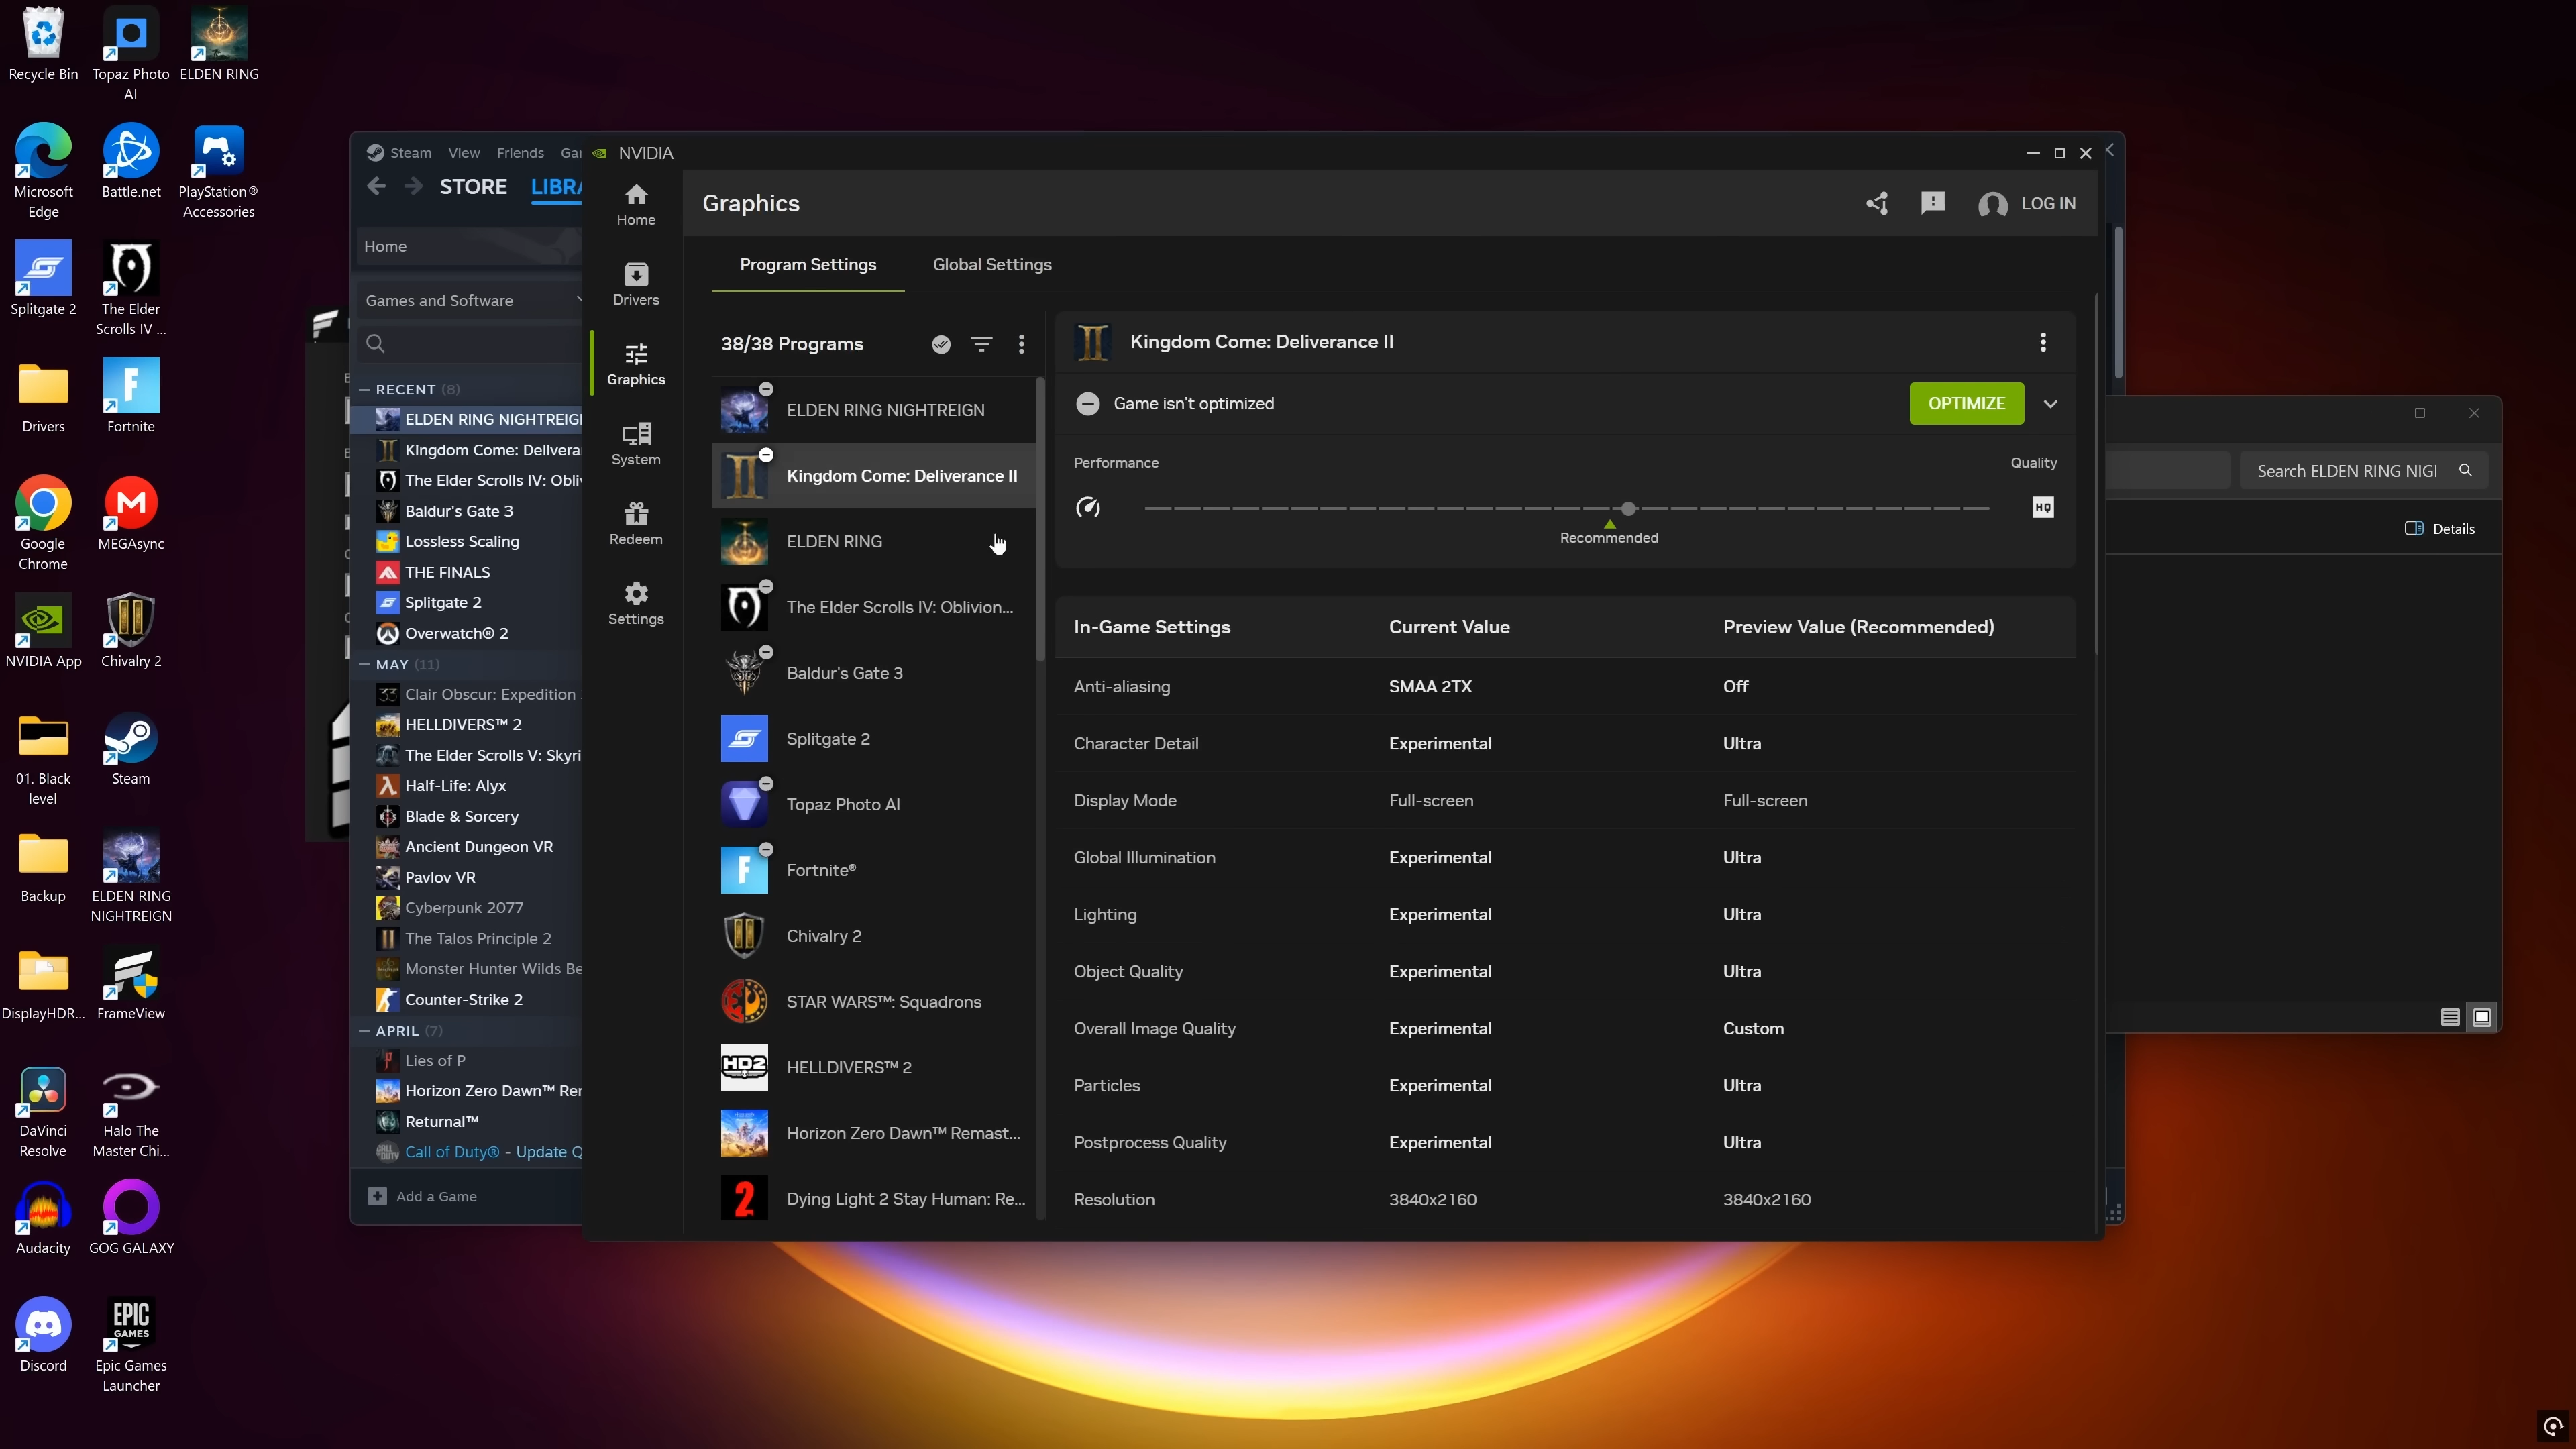 Recycle Bin
Topaz Photo
AI
ELDEN RING
Microsoft
Edge
Battle.net
PlayStation®
Accessories
Splitgate 2
The Elder
Scrolls IV ...
Drivers
Fortnite
Google
Chrome
MEGAsync
NVIDIA App
Chivalry 2
01. Black
level
Steam
Backup
ELDEN RING
NIGHTREIGN
DisplayHDR...
FrameView
DaVinci
Resolve
Halo The
Master Chi...
Audacity
GOG GALAXY
Discord
EPIC
GAMES
Epic Games
Launcher
Steam View Friends Ga
STORE LIBRA
Home
Games and Software
RECENT (8)
ELDEN RING NIGHTREIG
Kingdom Come: Delivera
The Elder Scrolls IV: Obli
Baldur's Gate 3
Lossless Scaling
THE FINALS
Splitgate 2
Overwatch® 2
MAY (11)
Clair Obscur: Expedition
HELLDIVERS™ 2
The Elder Scrolls V: Skyri
Half-Life: Alyx
Blade & Sorcery
Ancient Dungeon VR
Pavlov VR
Cyberpunk 2077
The Talos Principle 2
Monster Hunter Wilds Be
Counter-Strike 2
APRIL (7)
Lies of P
Horizon Zero Dawn™ Re
Returnal™
Call of Duty® - Update Q
Add a Game
NVIDIA
Home
Drivers
Graphics
System
Redeem
Settings
Graphics
LOG IN
Program Settings Global Settings
38/38 Programs
ELDEN RING NIGHTREIGN
Kingdom Come: Deliverance II
ELDEN RING
The Elder Scrolls IV: Oblivion...
Baldur's Gate 3
Splitgate 2
Topaz Photo AI
Fortnite®
Chivalry 2
STAR WARS™: Squadrons
HD2
HELLDIVERS™ 2
Horizon Zero Dawn™ Remast...
2
Dying Light 2 Stay Human: Re...
Kingdom Come: Deliverance II
Game isn't optimized
OPTIMIZE
Performance Quality
HQ
Recommended
In-Game Settings Current Value Preview Value (Recommended)
Anti-aliasing SMAA 2TX Off
Character Detail Experimental Ultra
Display Mode Full-screen Full-screen
Global Illumination Experimental Ultra
Lighting Experimental Ultra
Object Quality Experimental Ultra
Overall Image Quality Experimental Custom
Particles Experimental Ultra
Postprocess Quality Experimental Ultra
Resolution 3840x2160 3840x2160
Search ELDEN RING NIG
Details